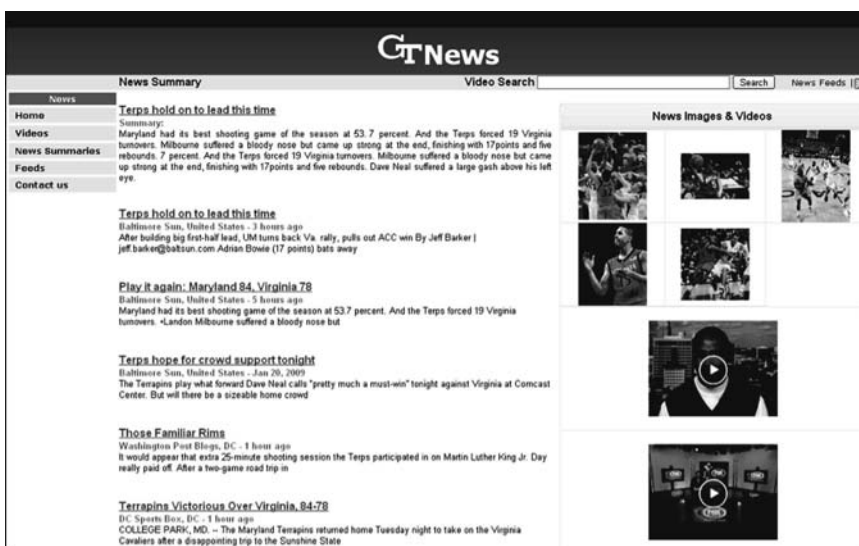 GTNews
News Summary Video Search Search News Feeds |
News
Home
Videos
News Summaries
Feeds
Contact us
Terps hold on to lead this time
Summary:
Maryland had its best shooting game of the season at 53. 7 percent. And the Terps forced 19 Virginia
turnovers. Milbourne suffered a bloody nose but came up strong at the end, finishing with 17points and five
rebounds. 7 percent. And the Terps forced 19 Virginia turnovers. Milbourne suffered a bloody nose but came
up strong at the end, finishing with 17points and five rebounds. Dave Neal suffered a large gash above his left
eye.
Terps hold on to lead this time
Baltimore Sun, United States - 3 hours ago
After building big first-half lead, UM turns back Va. rally, pulls out ACC win By Jeff Barker |
jeff.barker@baltsun.com Adrian Bowie (17 points) bats away
Play it again: Maryland 84, Virginia 78
Baltimore Sun, United States - 5 hours ago
Maryland had its best shooting game of the season at 53.7 percent. And the Terps forced 19 Virginia
turnovers. •Landon Milbourne suffered a bloody nose but
Terps hope for crowd support tonight
Baltimore Sun, United States - Jan 20, 2009
The Terrapins play what forward Dave Neal calls "pretty much a must-win" tonight against Virginia at Comcast
Center. But will there be a sizeable home crowd
Those Familiar Rims
Washington Post Blogs, DC - 1 hour ago
It would appear that extra 25-minute shooting session the Terps participated in on Martin Luther King Jr. Day
really paid off. After a two-game road trip in
Terrapins Victorious Over Virginia, 84-78
DC Sports Box, DC - 1 hour ago
COLLEGE PARK, MD. -- The Maryland Terrapins returned home Tuesday night to take on the Virginia
Cavaliers after a disappointing trip to the Sunshine State
News Images & Videos